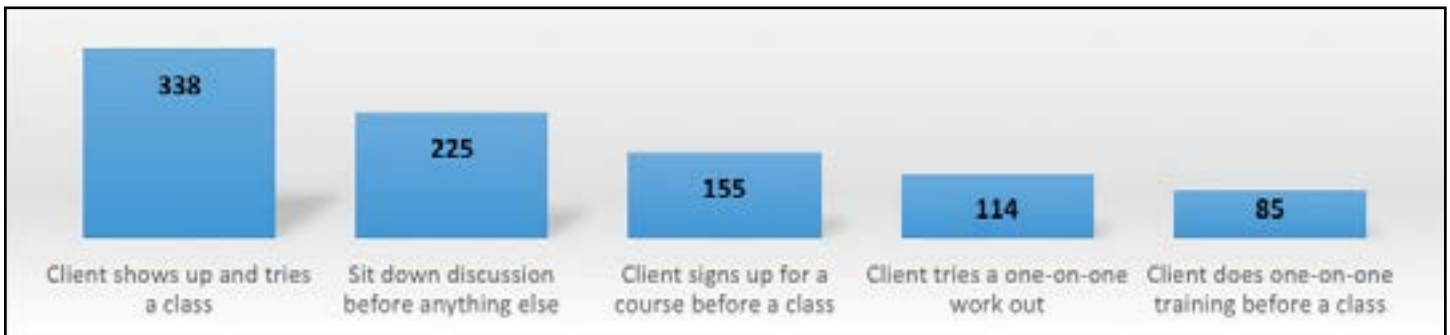 338
225
155
114
85
Client shows up and tries
a class
Sit down discussion
before anything else
Client signs up for a
course before a class
Client tries a one-on-one
work out
Client does one-on-one
training before a class